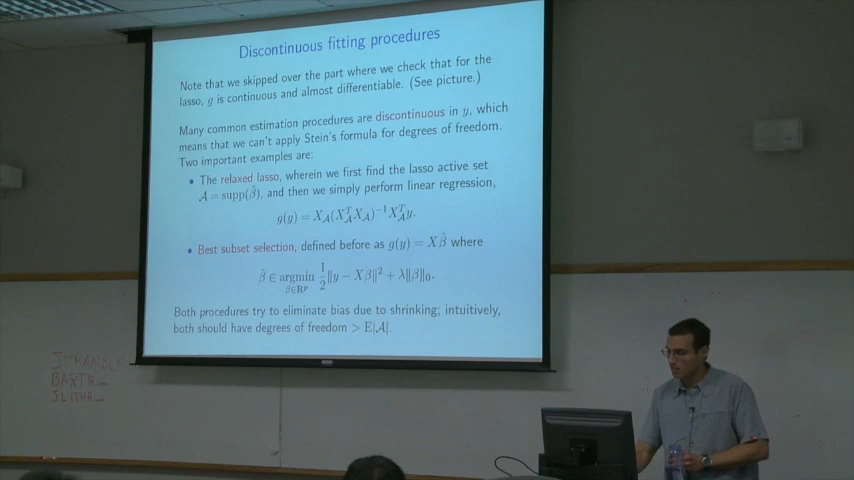 Discontinuous fitting procedures
Note that we skipped over the part where we check that for the
lasso, g is continuous and almost differentiable. (See picture.)
Many common estimation procedures are discontinuous in y, which
means that we can't apply Stein's formula for degrees of freedom.
Two important examples are:
• The relaxed lasso, wherein we first find the lasso active set
𝒜 = supp(β̂), and then we simply perform linear regression,
g(y) = X_𝒜(X_𝒜^T X_𝒜)^{-1} X_𝒜^T y.
• Best subset selection, defined before as g(y) = Xβ̂ where
β̂ ∈ argmin_{β∈ℝ^p} 1/2 ‖y − Xβ‖² + λ‖β‖₀.
Both procedures try to eliminate bias due to shrinking; intuitively,
both should have degrees of freedom > E|𝒜|.